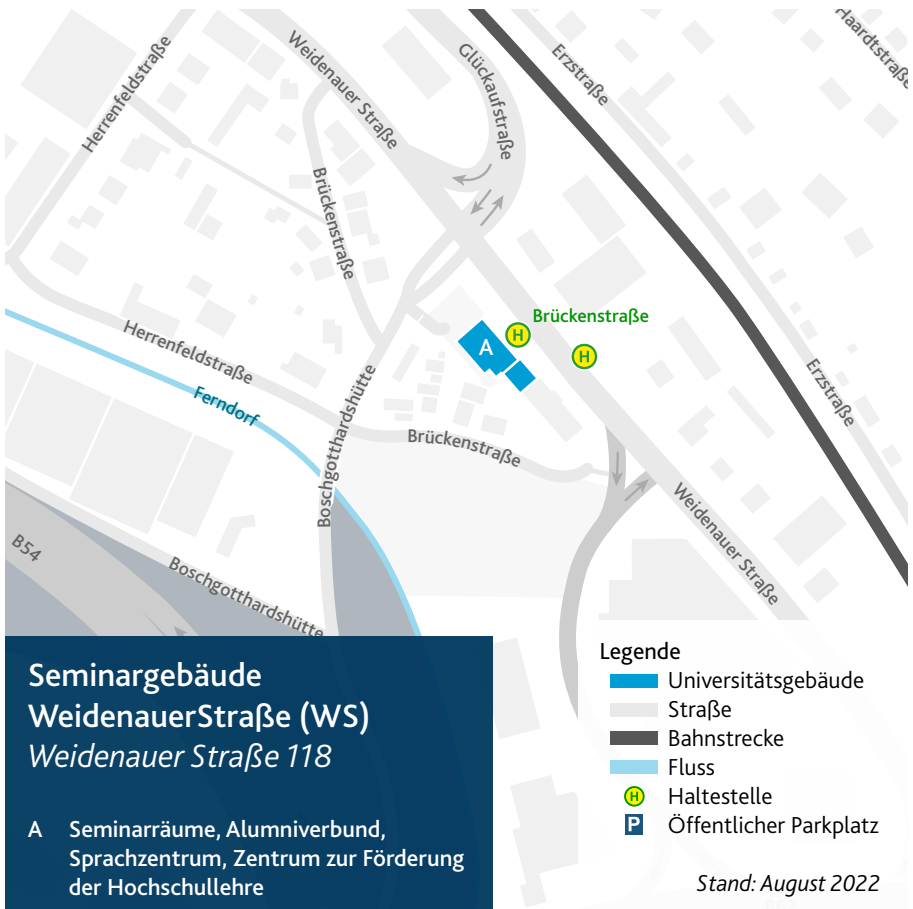 Haardtstraße
Erzstraße
Glückaufstraße
Weidenauer Straße
Herrenfeldstraße
Brückenstraße
Brückenstraße
H
H
A
Herrenfeldstraße
Ferndorf
Boschgotthardshütte
Brückenstraße
Erzstraße
Weidenauer Straße
B54
Boschgotthardshütte
Seminargebäude
WeidenauerStraße (WS)
Weidenauer Straße 118
A Seminarräume, Alumniverbund,
Sprachzentrum, Zentrum zur Förderung
der Hochschullehre
Legende
Universitätsgebäude
Straße
Bahnstrecke
Fluss
H Haltestelle
P Öffentlicher Parkplatz
Stand: August 2022